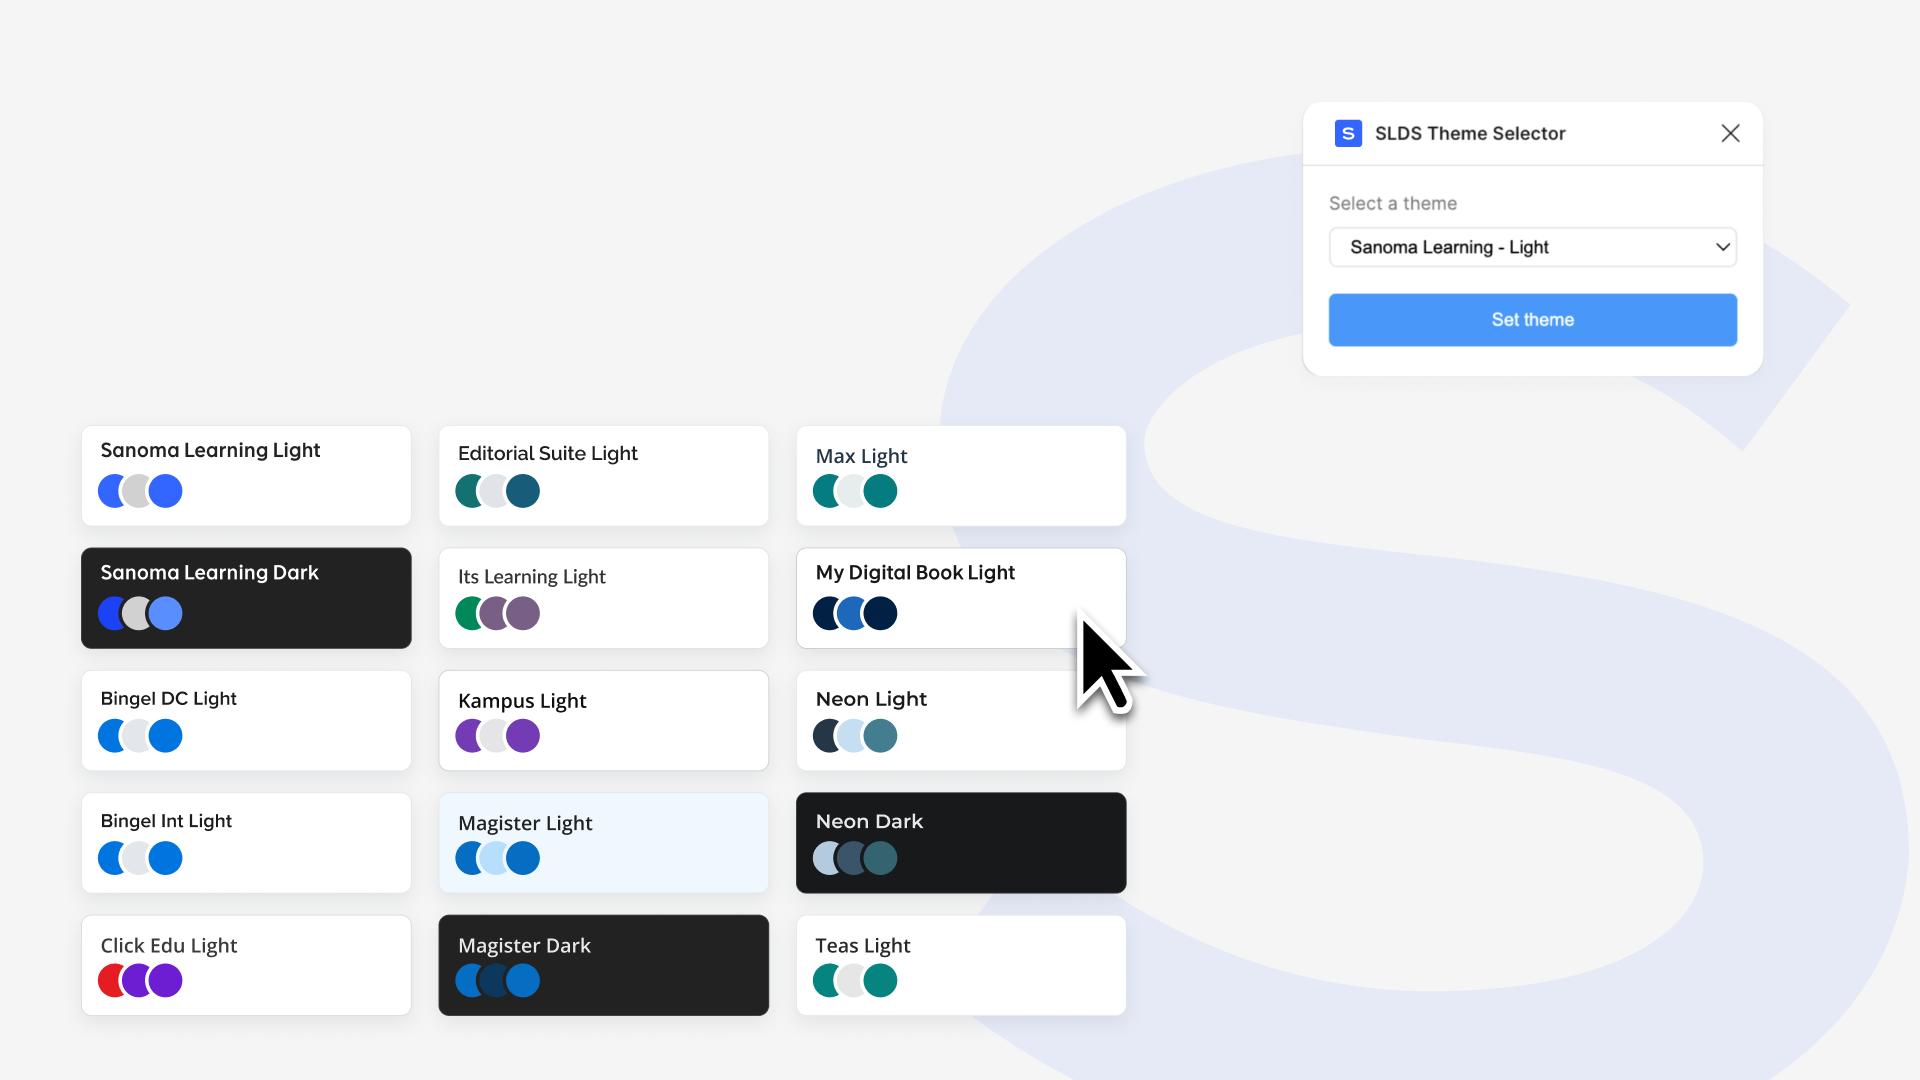 S SLDS Theme Selector
Select a theme
Sanoma Learning - Light
Set theme
Sanoma Learning Light
Editorial Suite Light
Max Light
Sanoma Learning Dark
Its Learning Light
My Digital Book Light
Bingel DC Light
Kampus Light
Neon Light
Bingel Int Light
Magister Light
Neon Dark
Click Edu Light
Magister Dark
Teas Light